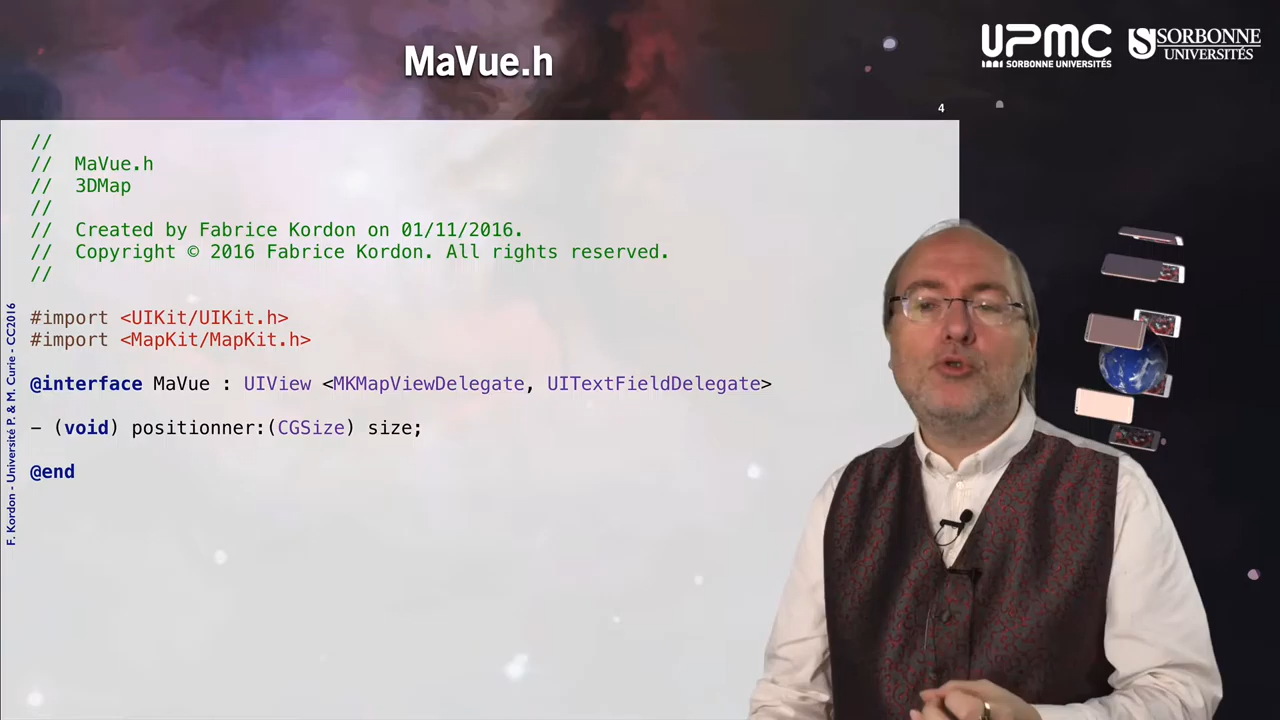 MaVue.h
UPMC
SORBONNE UNIVERSITÉS
SORBONNE
UNIVERSITÉS
4
//
//  MaVue.h
//  3DMap
//
//  Created by Fabrice Kordon on 01/11/2016.
//  Copyright © 2016 Fabrice Kordon. All rights reserved.
//
#import <UIKit/UIKit.h>
#import <MapKit/MapKit.h>
@interface MaVue : UIView <MKMapViewDelegate, UITextFieldDelegate>
- (void) positionner:(CGSize) size;
@end
F. Kordon - Université P. & M. Curie - CC2016